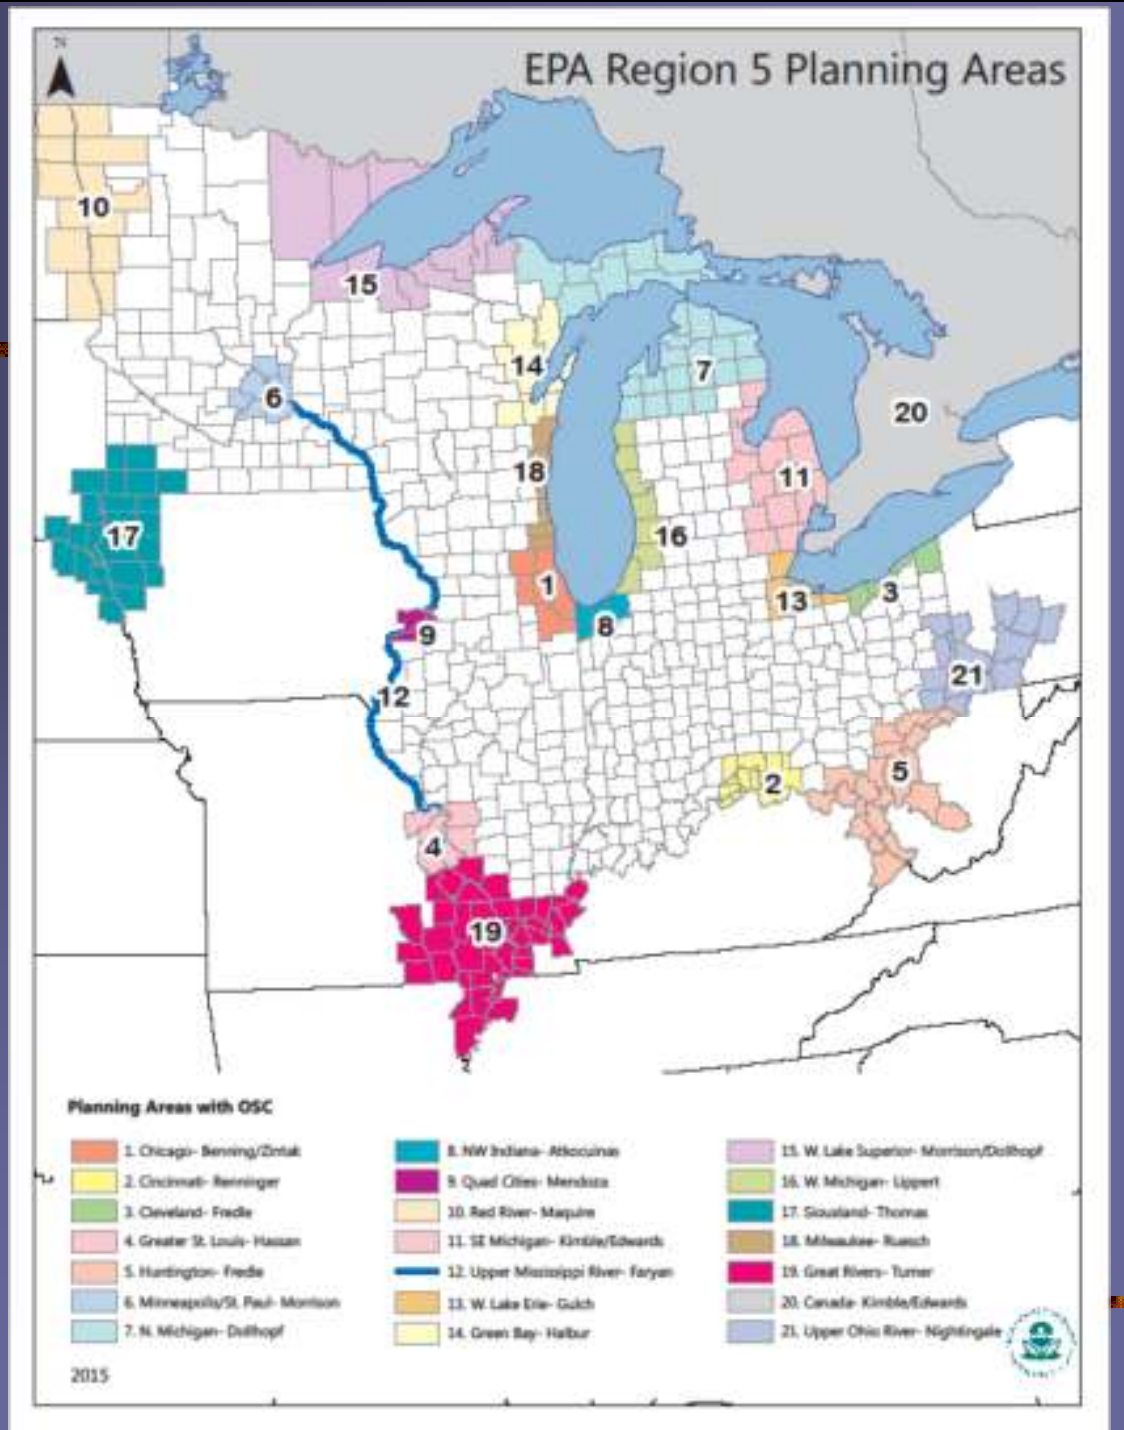 N
EPA Region 5 Planning Areas
10
15
14
7
6
20
18
11
17
16
1
13
3
8
9
21
12
5
2
4
19
Planning Areas with OSC
1. Chicago- Benning/Zintak
2. Cincinnati- Renninger
3. Cleveland- Fredle
4. Greater St. Louis- Hassan
5. Huntington- Fredle
6. Minneapolis/St. Paul- Morrison
7. N. Michigan- Dollhopf
8. NW Indiana- Atkocuinas
9. Quad Cities- Mendoza
10. Red River- Maquire
11. SE Michigan- Kimble/Edwards
12. Upper Mississippi River- Faryan
13. W. Lake Erie- Gulch
14. Green Bay- Halbur
15. W. Lake Superior- Morrison/Dollhopf
16. W. Michigan- Lippert
17. Siouxland- Thomas
18. Milwaukee- Ruesch
19. Great Rivers- Turner
20. Canada- Kimble/Edwards
21. Upper Ohio River- Nightingale
2015